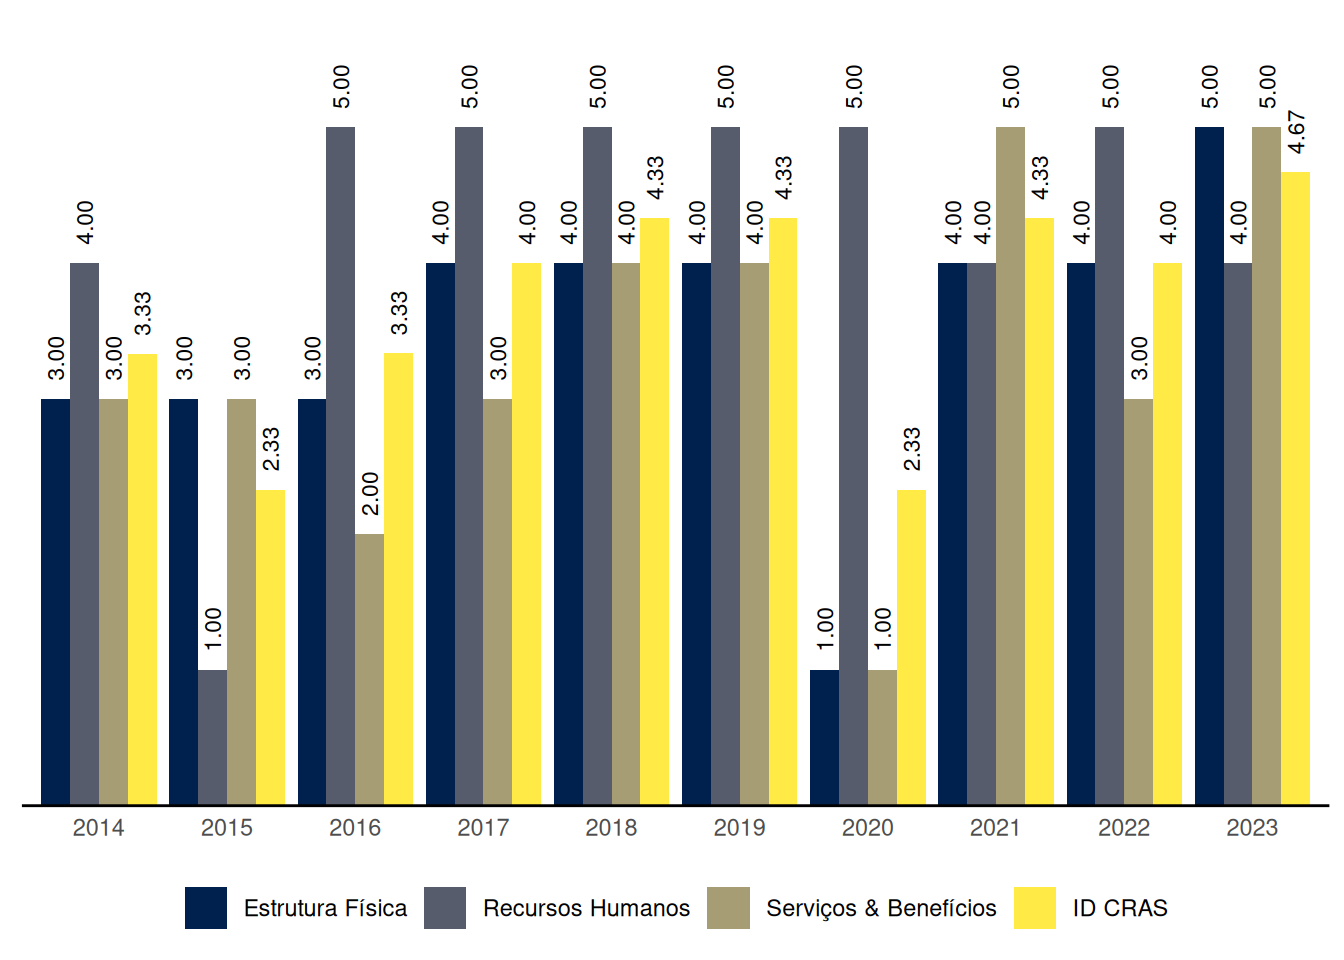 3.00 4.00 3.00 3.33 3.00 1.00 3.00 2.33 3.00 5.00 2.00 3.33 4.00 5.00 3.00 4.00 4.00 5.00 4.00 4.33 4.00 5.00 4.00 4.33 1.00 5.00 1.00 2.33 4.00 4.00 5.00 4.33 4.00 5.00 3.00 4.00 5.00 4.00 5.00 4.67
2014 2015 2016 2017 2018 2019 2020 2021 2022 2023
Estrutura Física Recursos Humanos Serviços & Benefícios ID CRAS